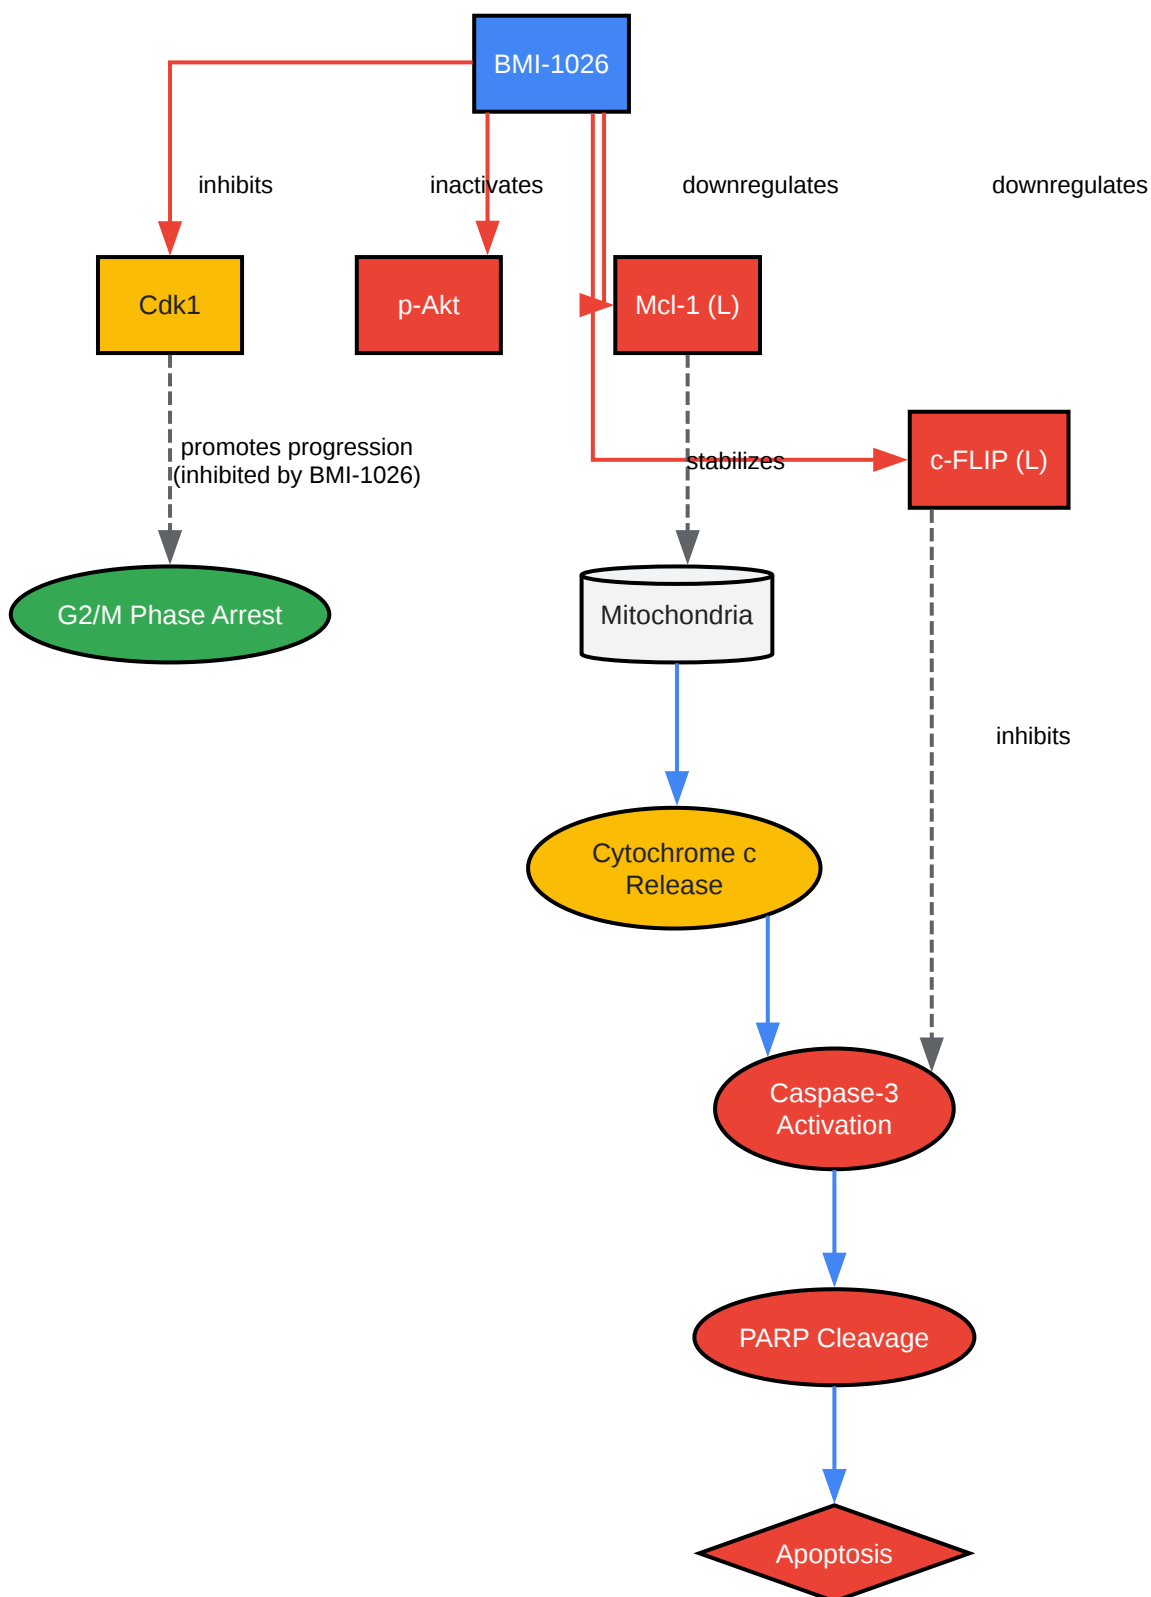 BMI-1026
inhibits
inactivates
downregulates
downregulates
Cdk1
p-Akt
Mcl-1 (L)
promotes progression
(inhibited by BMI-1026)
stabilizes
c-FLIP (L)
G2/M Phase Arrest
Mitochondria
inhibits
Cytochrome c
Release
Caspase-3
Activation
PARP Cleavage
Apoptosis